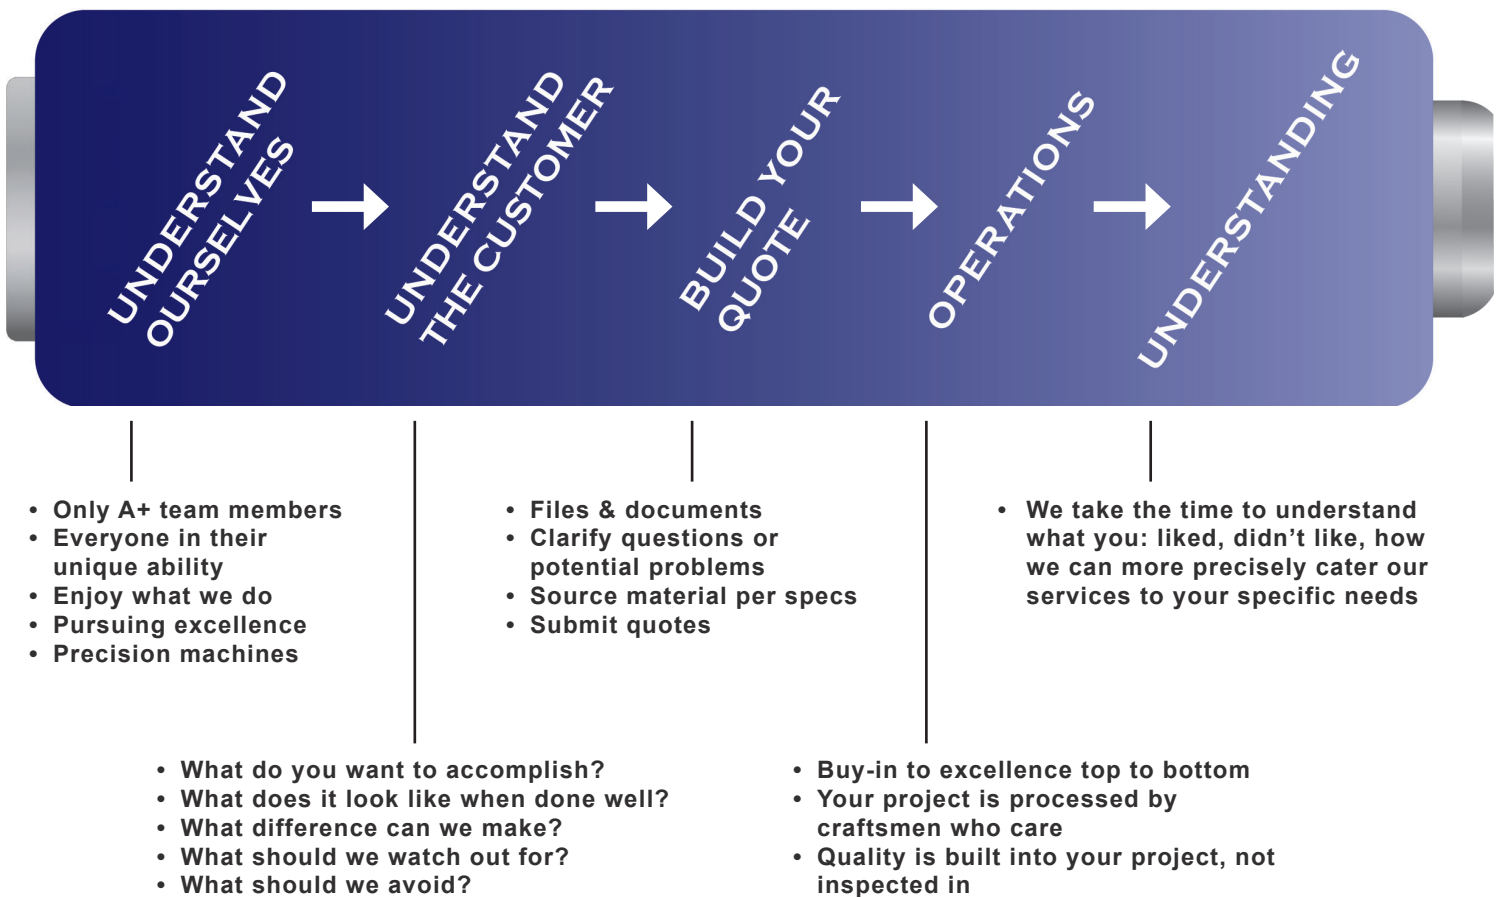 UNDERSTAND
OURSELVES
UNDERSTAND
THE CUSTOMER
BUILD YOUR
QUOTE
OPERATIONS
UNDERSTANDING
• Only A+ team members
• Everyone in their
unique ability
• Enjoy what we do
• Pursuing excellence
• Precision machines
• Files & documents
• Clarify questions or
potential problems
• Source material per specs
• Submit quotes
• We take the time to understand
what you: liked, didn’t like, how
we can more precisely cater our
services to your specific needs
• What do you want to accomplish?
• What does it look like when done well?
• What difference can we make?
• What should we watch out for?
• What should we avoid?
• Buy-in to excellence top to bottom
• Your project is processed by
craftsmen who care
• Quality is built into your project, not
inspected in